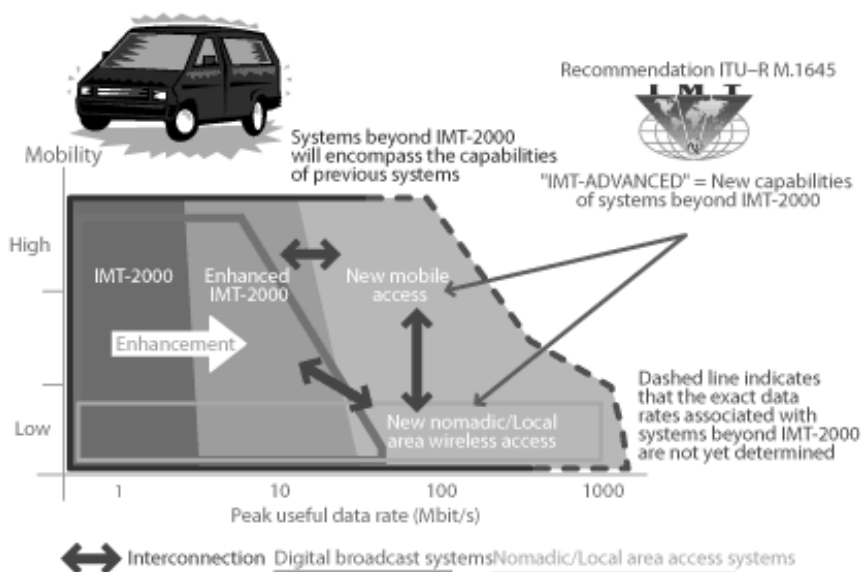 Recommendation ITU–R M.1645
I M T
Systems beyond IMT-2000
will encompass the capabilities
of previous systems
Mobility
"IMT-ADVANCED" = New capabilities
of systems beyond IMT-2000
High
IMT-2000
Enhanced
IMT-2000
New mobile
access
Enhancement
Dashed line indicates
that the exact data
rates associated with
systems beyond IMT-2000
are not yet determined
Low
New nomadic/Local
area wireless access
1 10 100 1000
Peak useful data rate (Mbit/s)
Interconnection Digital broadcast systems Nomadic/Local area access systems